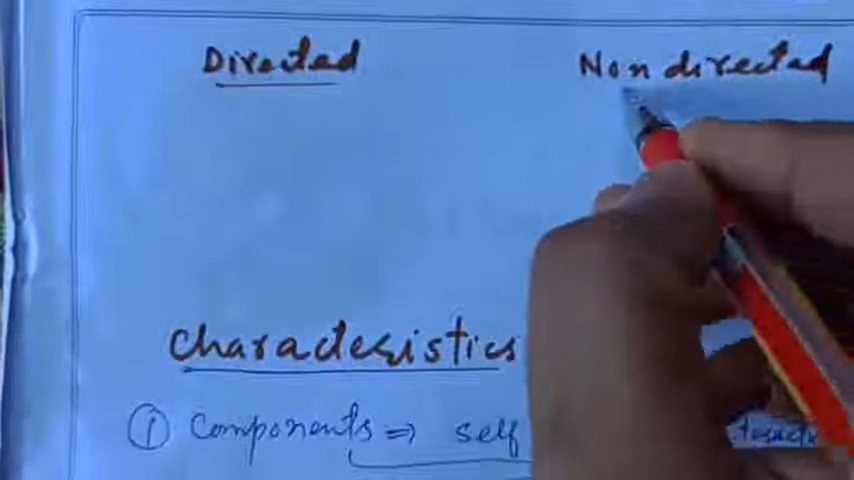 Directed Non directed
Characteristics
① Components ⇒ self